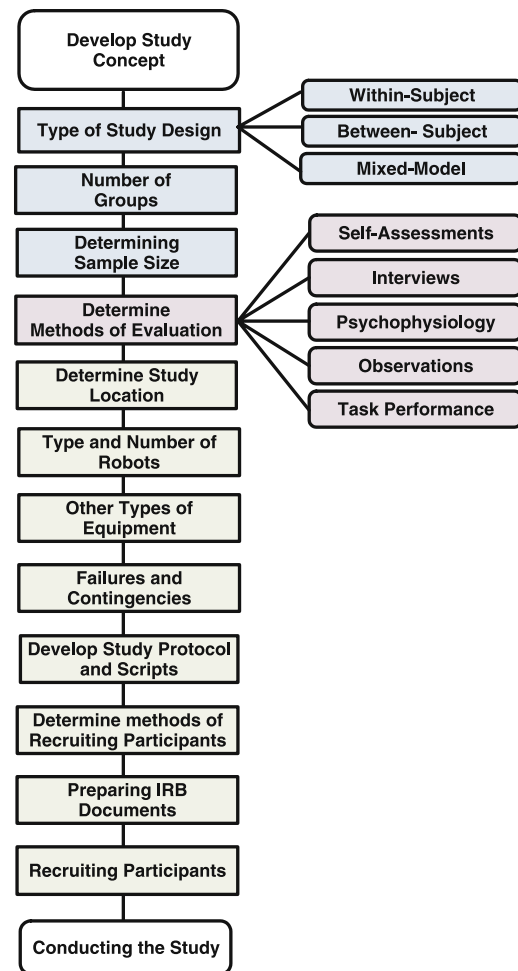 Develop Study
Concept
Type of Study Design
Within-Subject
Between- Subject
Mixed-Model
Number of
Groups
Determining
Sample Size
Determine
Methods of Evaluation
Self-Assessments
Interviews
Psychophysiology
Observations
Task Performance
Determine Study
Location
Type and Number of
Robots
Other Types of
Equipment
Failures and
Contingencies
Develop Study Protocol
and Scripts
Determine methods of
Recruiting Participants
Preparing IRB
Documents
Recruiting Participants
Conducting the Study